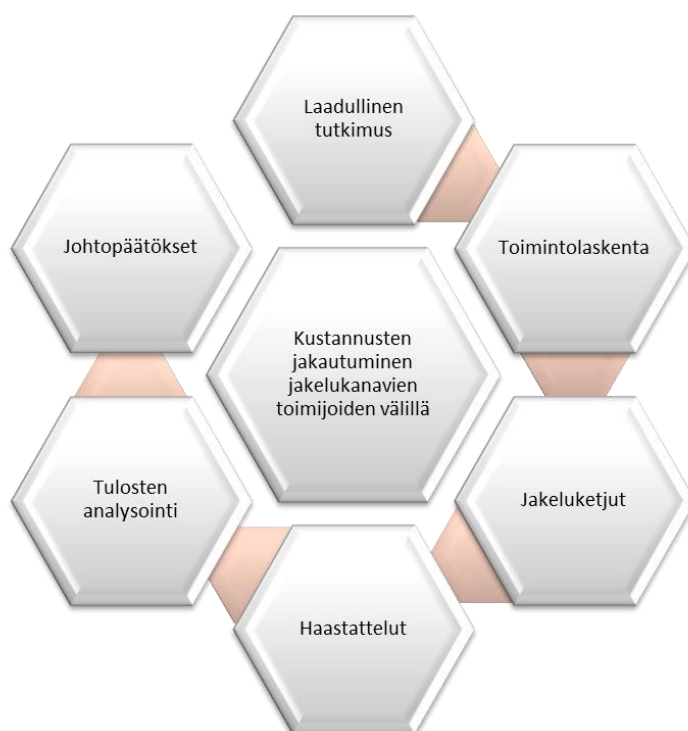 Laadullinen
tutkimus
Toimintolaskenta
Jakeluketjut
Haastattelut
Tulosten
analysointi
Johtopäätökset
Kustannusten
jakautuminen
jakelukanavien
toimijoiden välillä